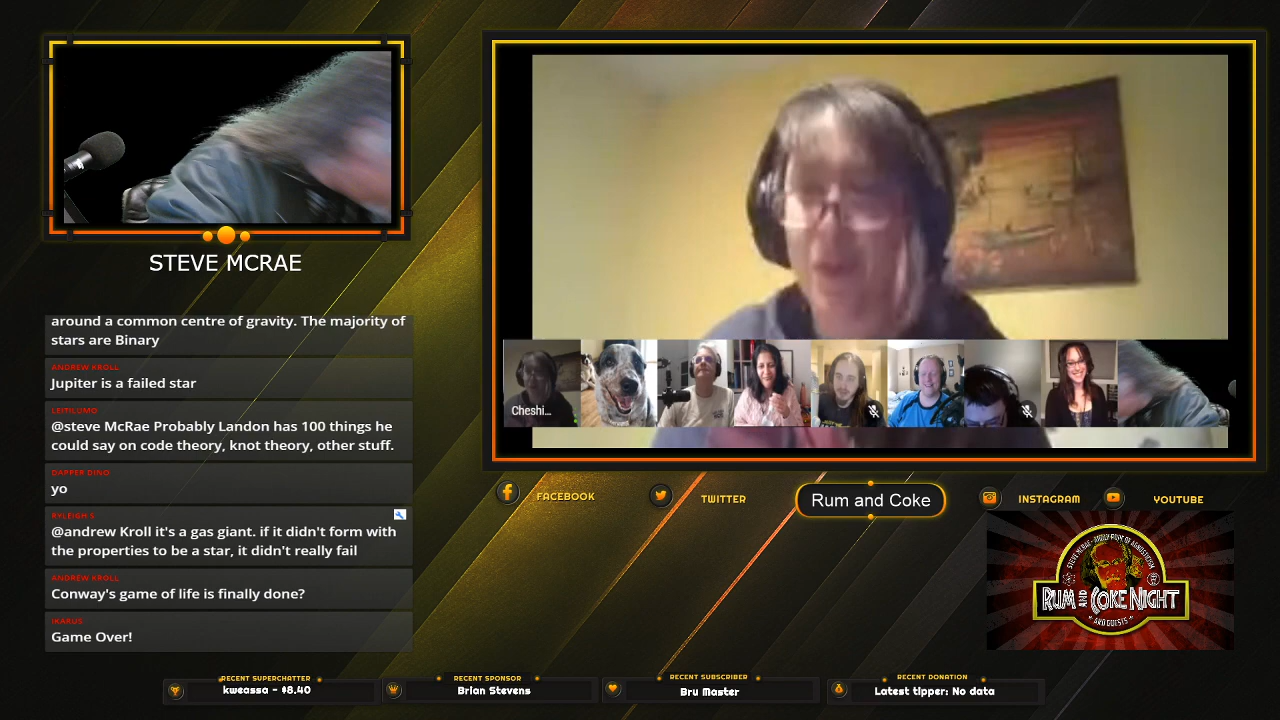 STEVE MCRAE
around a common centre of gravity. The majority of
stars are Binary
ANDREW KROLL
Jupiter is a failed star
LEITILUMO
@steve McRae Probably Landon has 100 things he
could say on code theory, knot theory, other stuff.
DAPPER DINO
yo
RYLEIGH S
@andrew Kroll it's a gas giant. if it didn't form with
the properties to be a star, it didn't really fail
ANDREW KROLL
Conway's game of life is finally done?
IKARUS
Game Over!
Cheshi...
FACEBOOK
TWITTER
Rum and Coke
INSTAGRAM
YOUTUBE
RUM AND COKE NIGHT
AND GUESTS
RECENT SUPERCHATTER
kweassa - $8.40
RECENT SPONSOR
Brian Stevens
RECENT SUBSCRIBER
Bru Master
RECENT DONATION
Latest tipper: No data